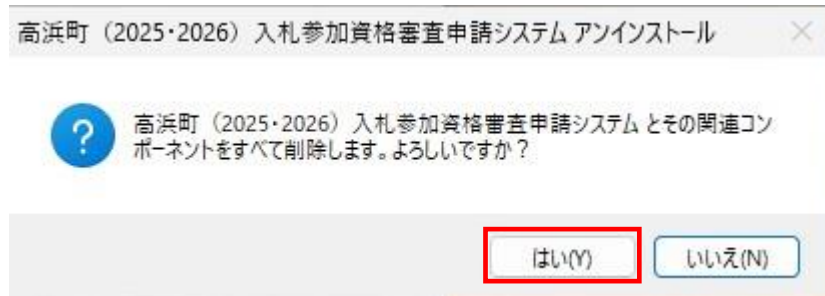 高浜町（2025･2026）入札参加資格審査申請システム アンインストール
高浜町（2025･2026）入札参加資格審査申請システム とその関連コン
ポーネントをすべて削除します。よろしいですか？
はい(Y)
いいえ(N)